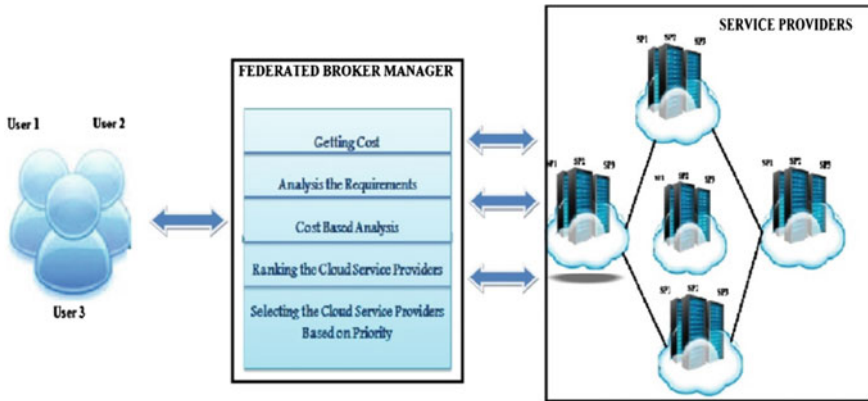 SERVICE PROVIDERS
SP1 SP2 SP3
FEDERATED BROKER MANAGER
User 1 User 2
Getting Cost
Analysis the Requirements
Cost Based Analysis
Ranking the Cloud Service Providers
Selecting the Cloud Service Providers
Based on Priority
User 3
SP1 SP2 SP3
SP1 SP2 SP3
SP1 SP2 SP3
SP1 SP2 SP3